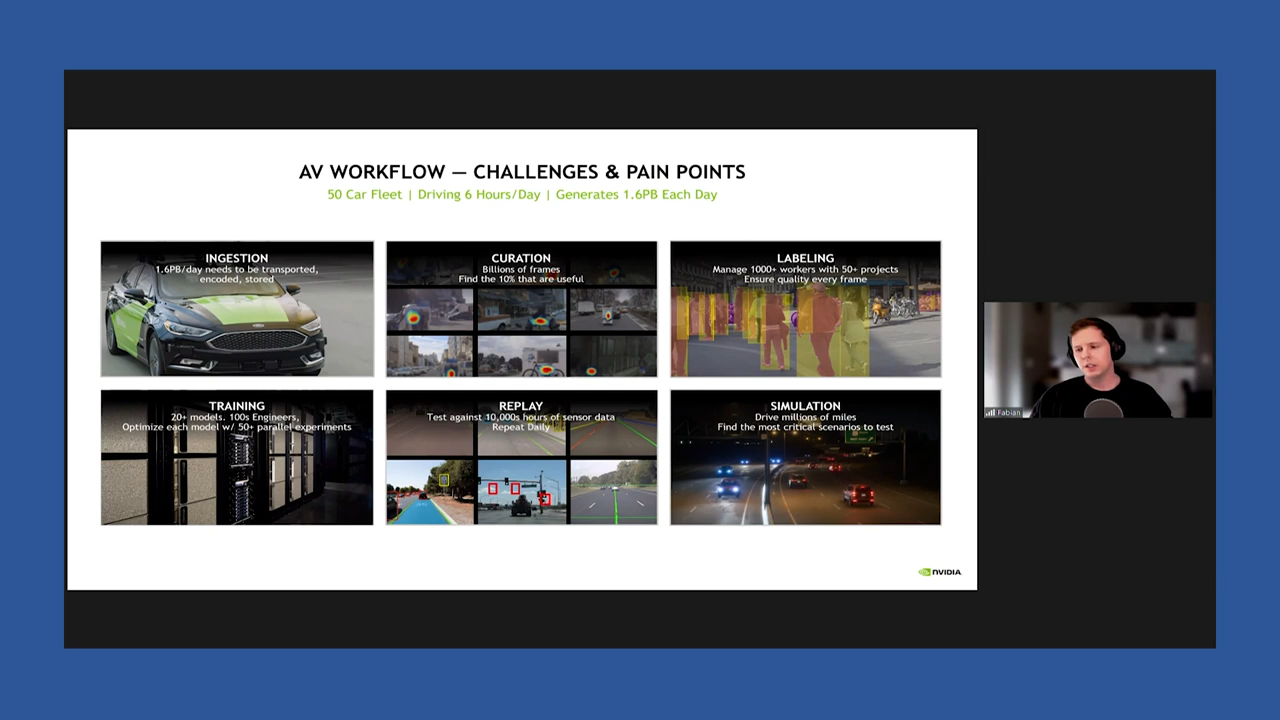 AV WORKFLOW — CHALLENGES & PAIN POINTS
50 Car Fleet | Driving 6 Hours/Day | Generates 1.6PB Each Day
INGESTION
1.6PB/day needs to be transported,
encoded, stored
CURATION
Billions of frames
Find the 10% that are useful
LABELING
Manage 1000+ workers with 50+ projects
Ensure quality every frame
TRAINING
20+ models. 100s Engineers,
Optimize each model w/ 50+ parallel experiments
REPLAY
Test against 10,000s hours of sensor data
Repeat Daily
SIMULATION
Drive millions of miles
Find the most critical scenarios to test
NVIDIA
Fabian